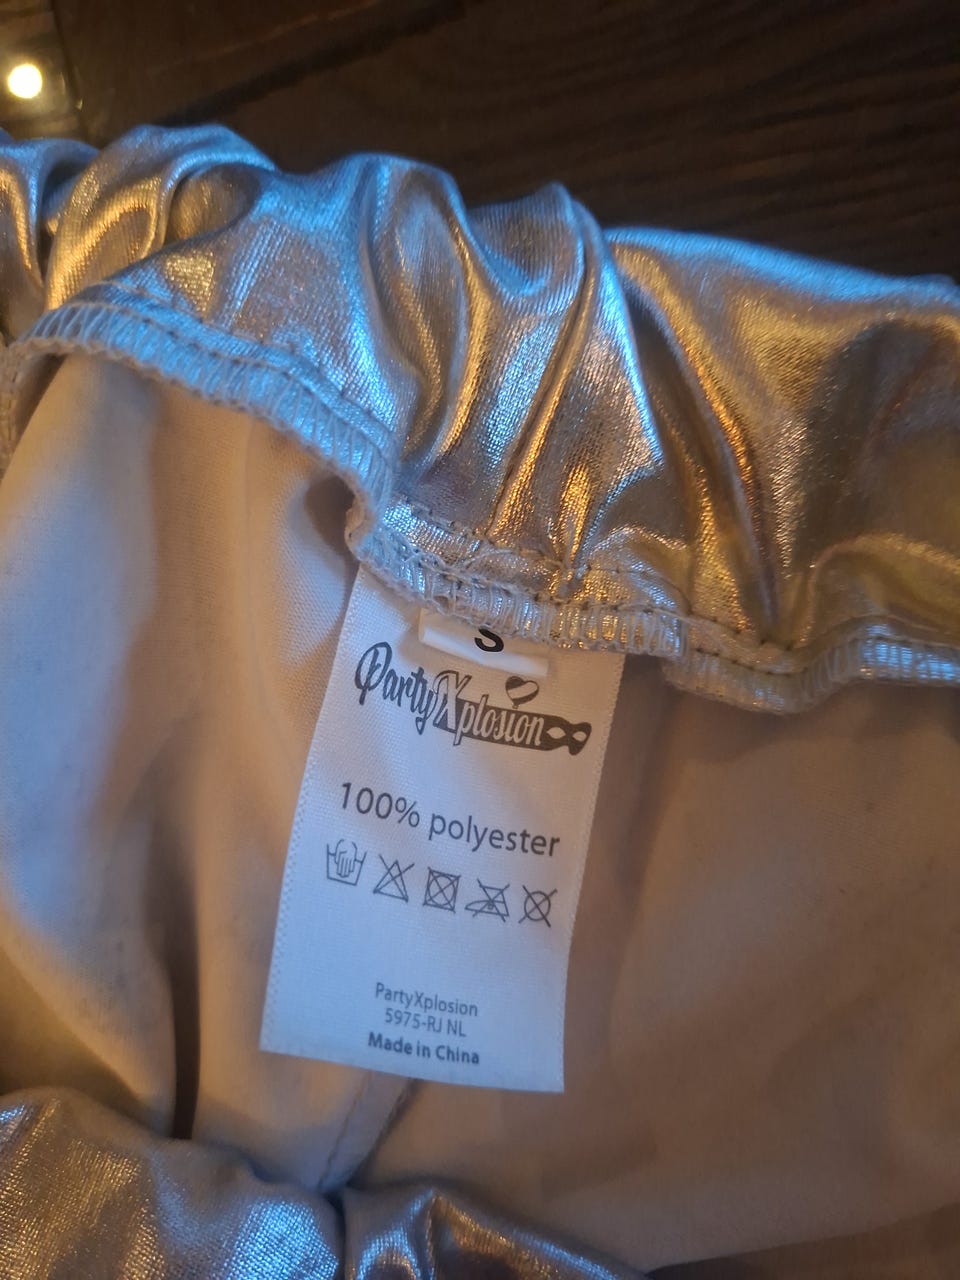 S
PartyXplosion
100% polyester
PartyXplosion
5975-RJ NL
Made in China